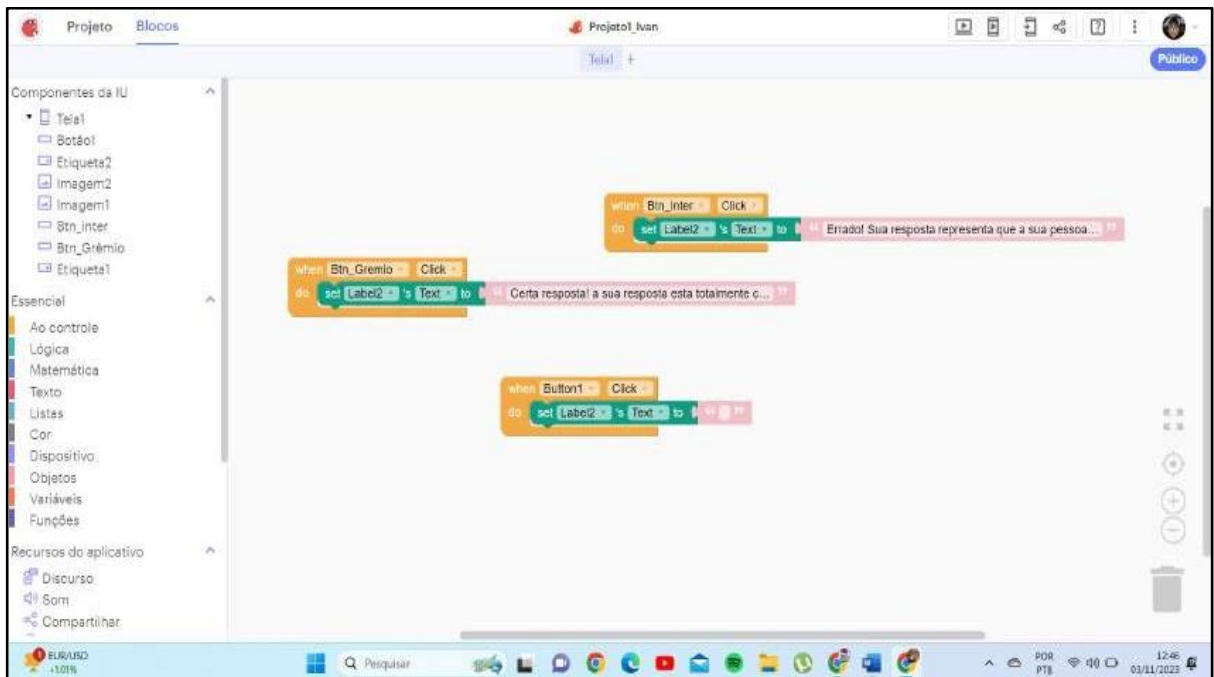 Projeto
Blocos
Projeto1_Ivan
Tela1 +
Público
Componentes da IU
Tela1
Botão1
Etiqueta2
Imagem2
Imagem1
Btn_inter
Btn_Grêmio
Etiqueta1
Essencial
Ao controle
Lógica
Matemática
Texto
Listas
Cor
Dispositivo
Objetos
Variáveis
Funções
Recursos do aplicativo
Discurso
Som
Compartilhar
when Btn_Inter Click
do set Label2 's Text to “ Errado! Sua resposta representa que a sua pessoa... ”
when Btn_Gremio Click
do set Label2 's Text to “ Certa resposta! a sua resposta esta totalmente c... ”
when Button1 Click
do set Label2 's Text to “ ”
EUR/USD
+1.01%
Pesquisar
POR
PTB
12:46
03/11/2023